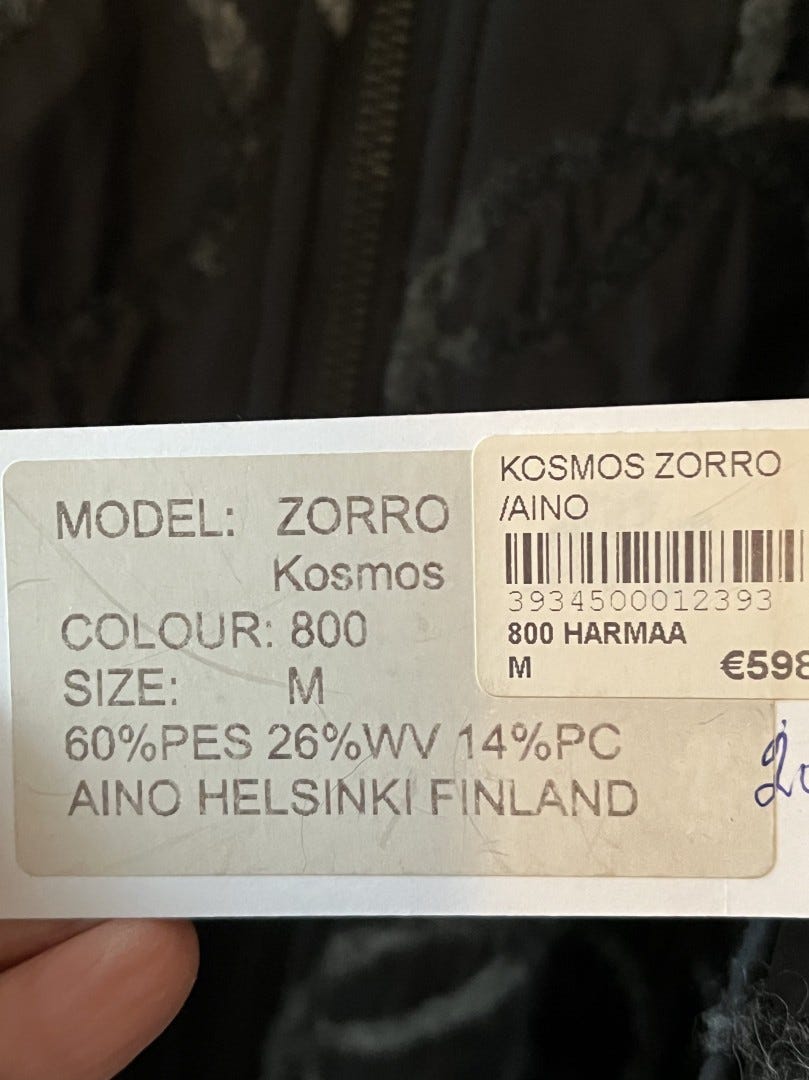 MODEL: ZORRO
Kosmos
COLOUR: 800
SIZE: M
60%PES 26%WV 14%PC
AINO HELSINKI FINLAND
KOSMOS ZORRO
/AINO
3934500012393
800 HARMAA
M €598